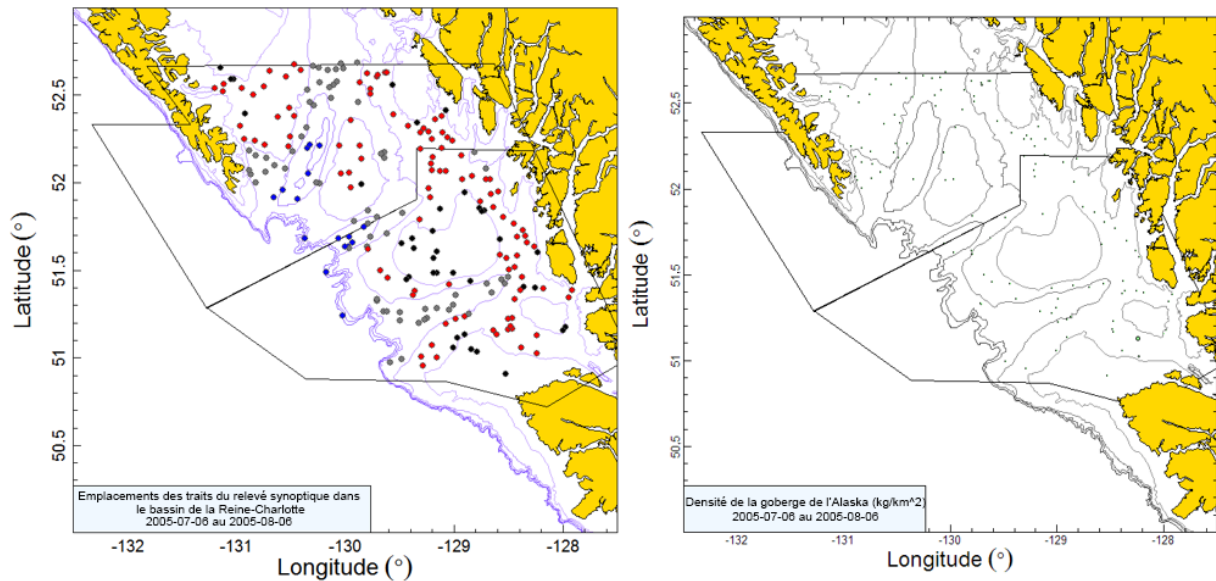 52.5
52
51.5
51
50.5
Latitude (°)
Emplacements des traits du relevé synoptique dans
le bassin de la Reine-Charlotte
2005-07-06 au 2005-08-06
-132
-131
-130
-129
-128
Longitude (°)
52.5
52
51.5
51
50.5
Latitude (°)
Densité de la goberge de l'Alaska (kg/km^2)
2005-07-06 au 2005-08-06
-132
-131
-130
-129
-128
Longitude (°)